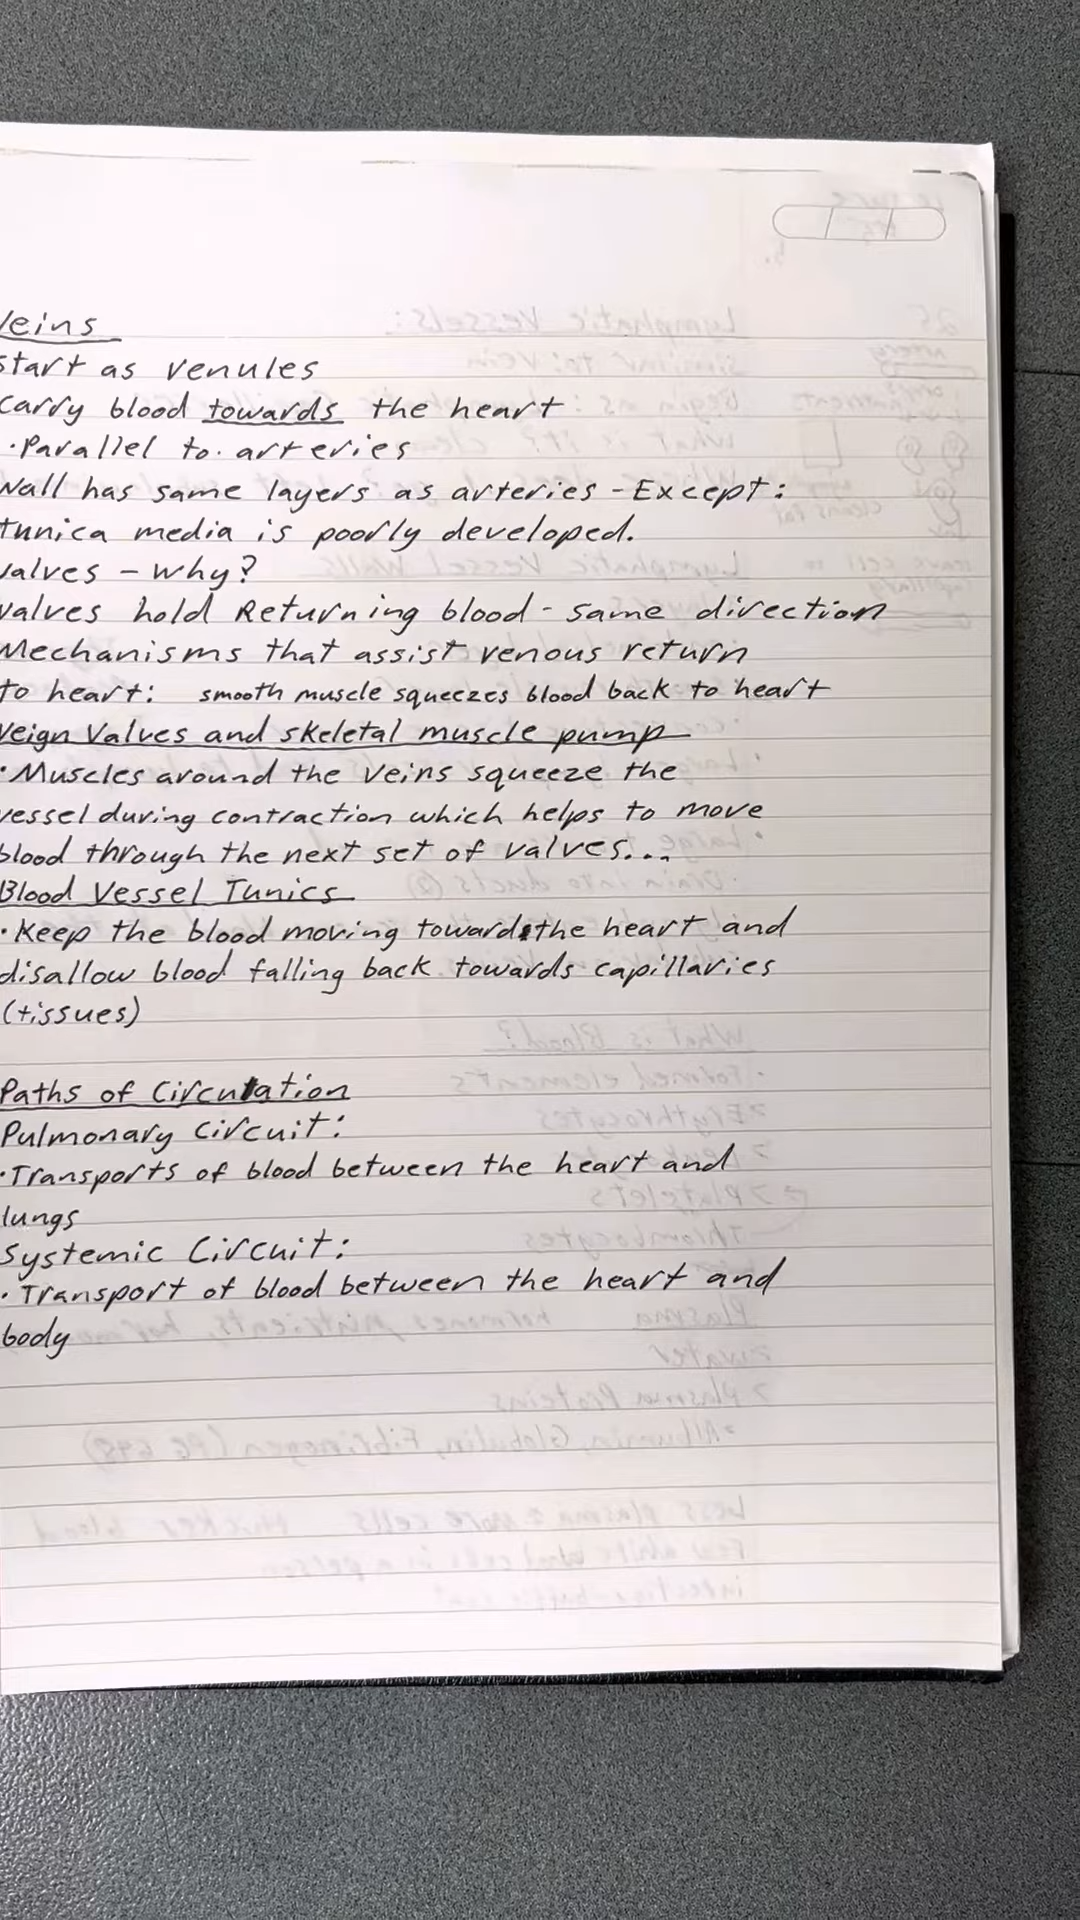 Veins
start as venules
carry blood towards the heart
·Parallel to arteries
Wall has same layers as arteries - Except:
tunica media is poorly developed.
valves - Why?
valves hold Returning blood - same direction
Mechanisms that assist venous return
to heart: smooth muscle squeezes blood back to heart
Veign Valves and skeletal muscle pump
·Muscles around the veins squeeze the
vessel during contraction which helps to move
blood through the next set of valves...
Blood Vessel Tunics
·Keep the blood moving towards the heart and
disallow blood falling back towards capillaries
(tissues)
Paths of Circulation
Pulmonary Circuit:
·Transports of blood between the heart and
lungs
Systemic Circuit:
·Transport of blood between the heart and
body